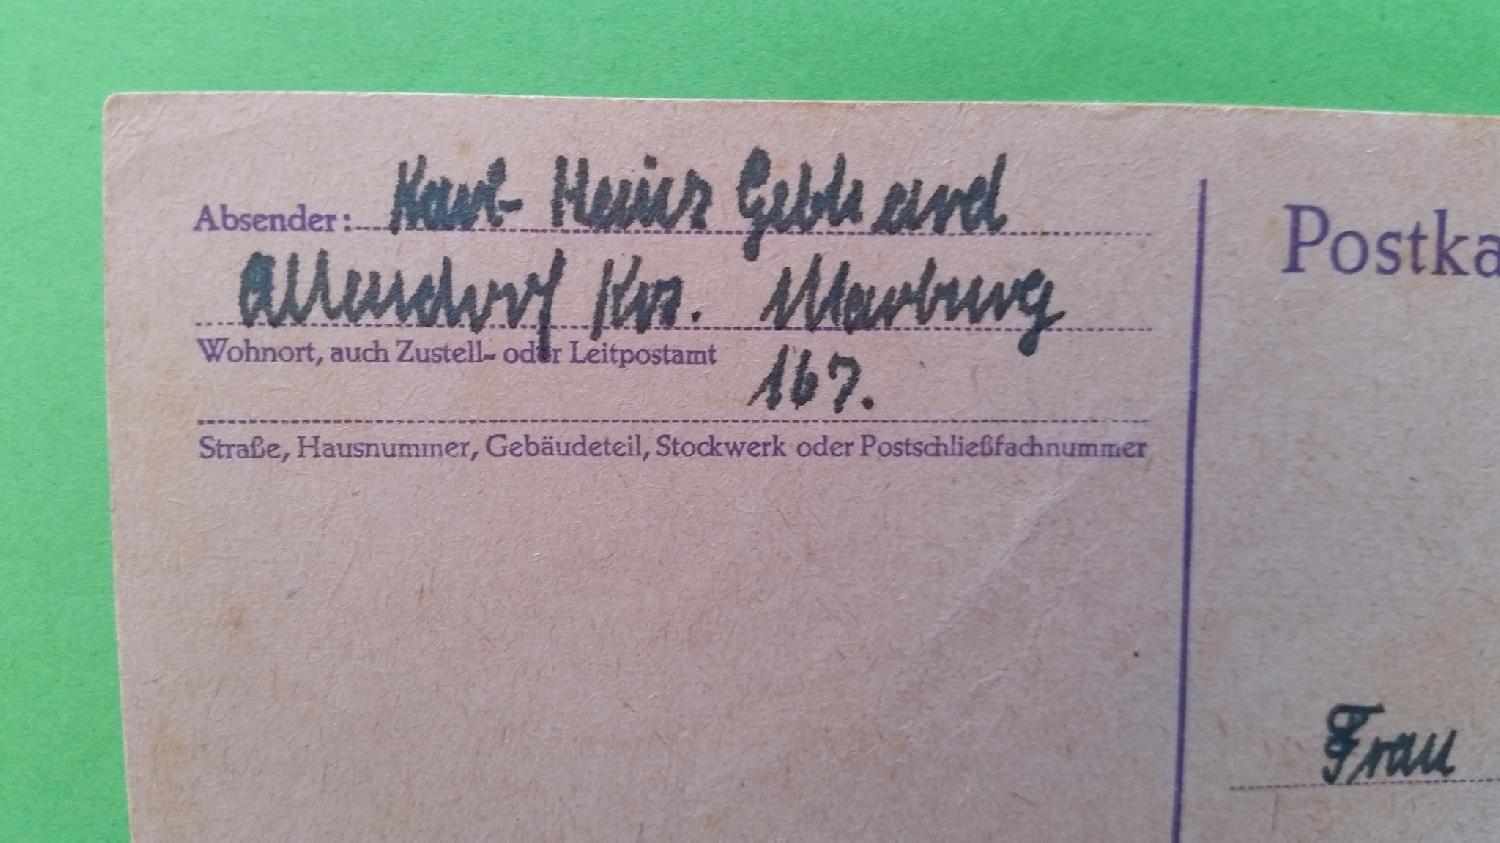 Absender: Karl-Heinz Gebhard
Allendorf Krs. Marburg
Wohnort, auch Zustell- oder Leitpostamt
167.
Straße, Hausnummer, Gebäudeteil, Stockwerk oder Postschließfachnummer
Postka
Frau